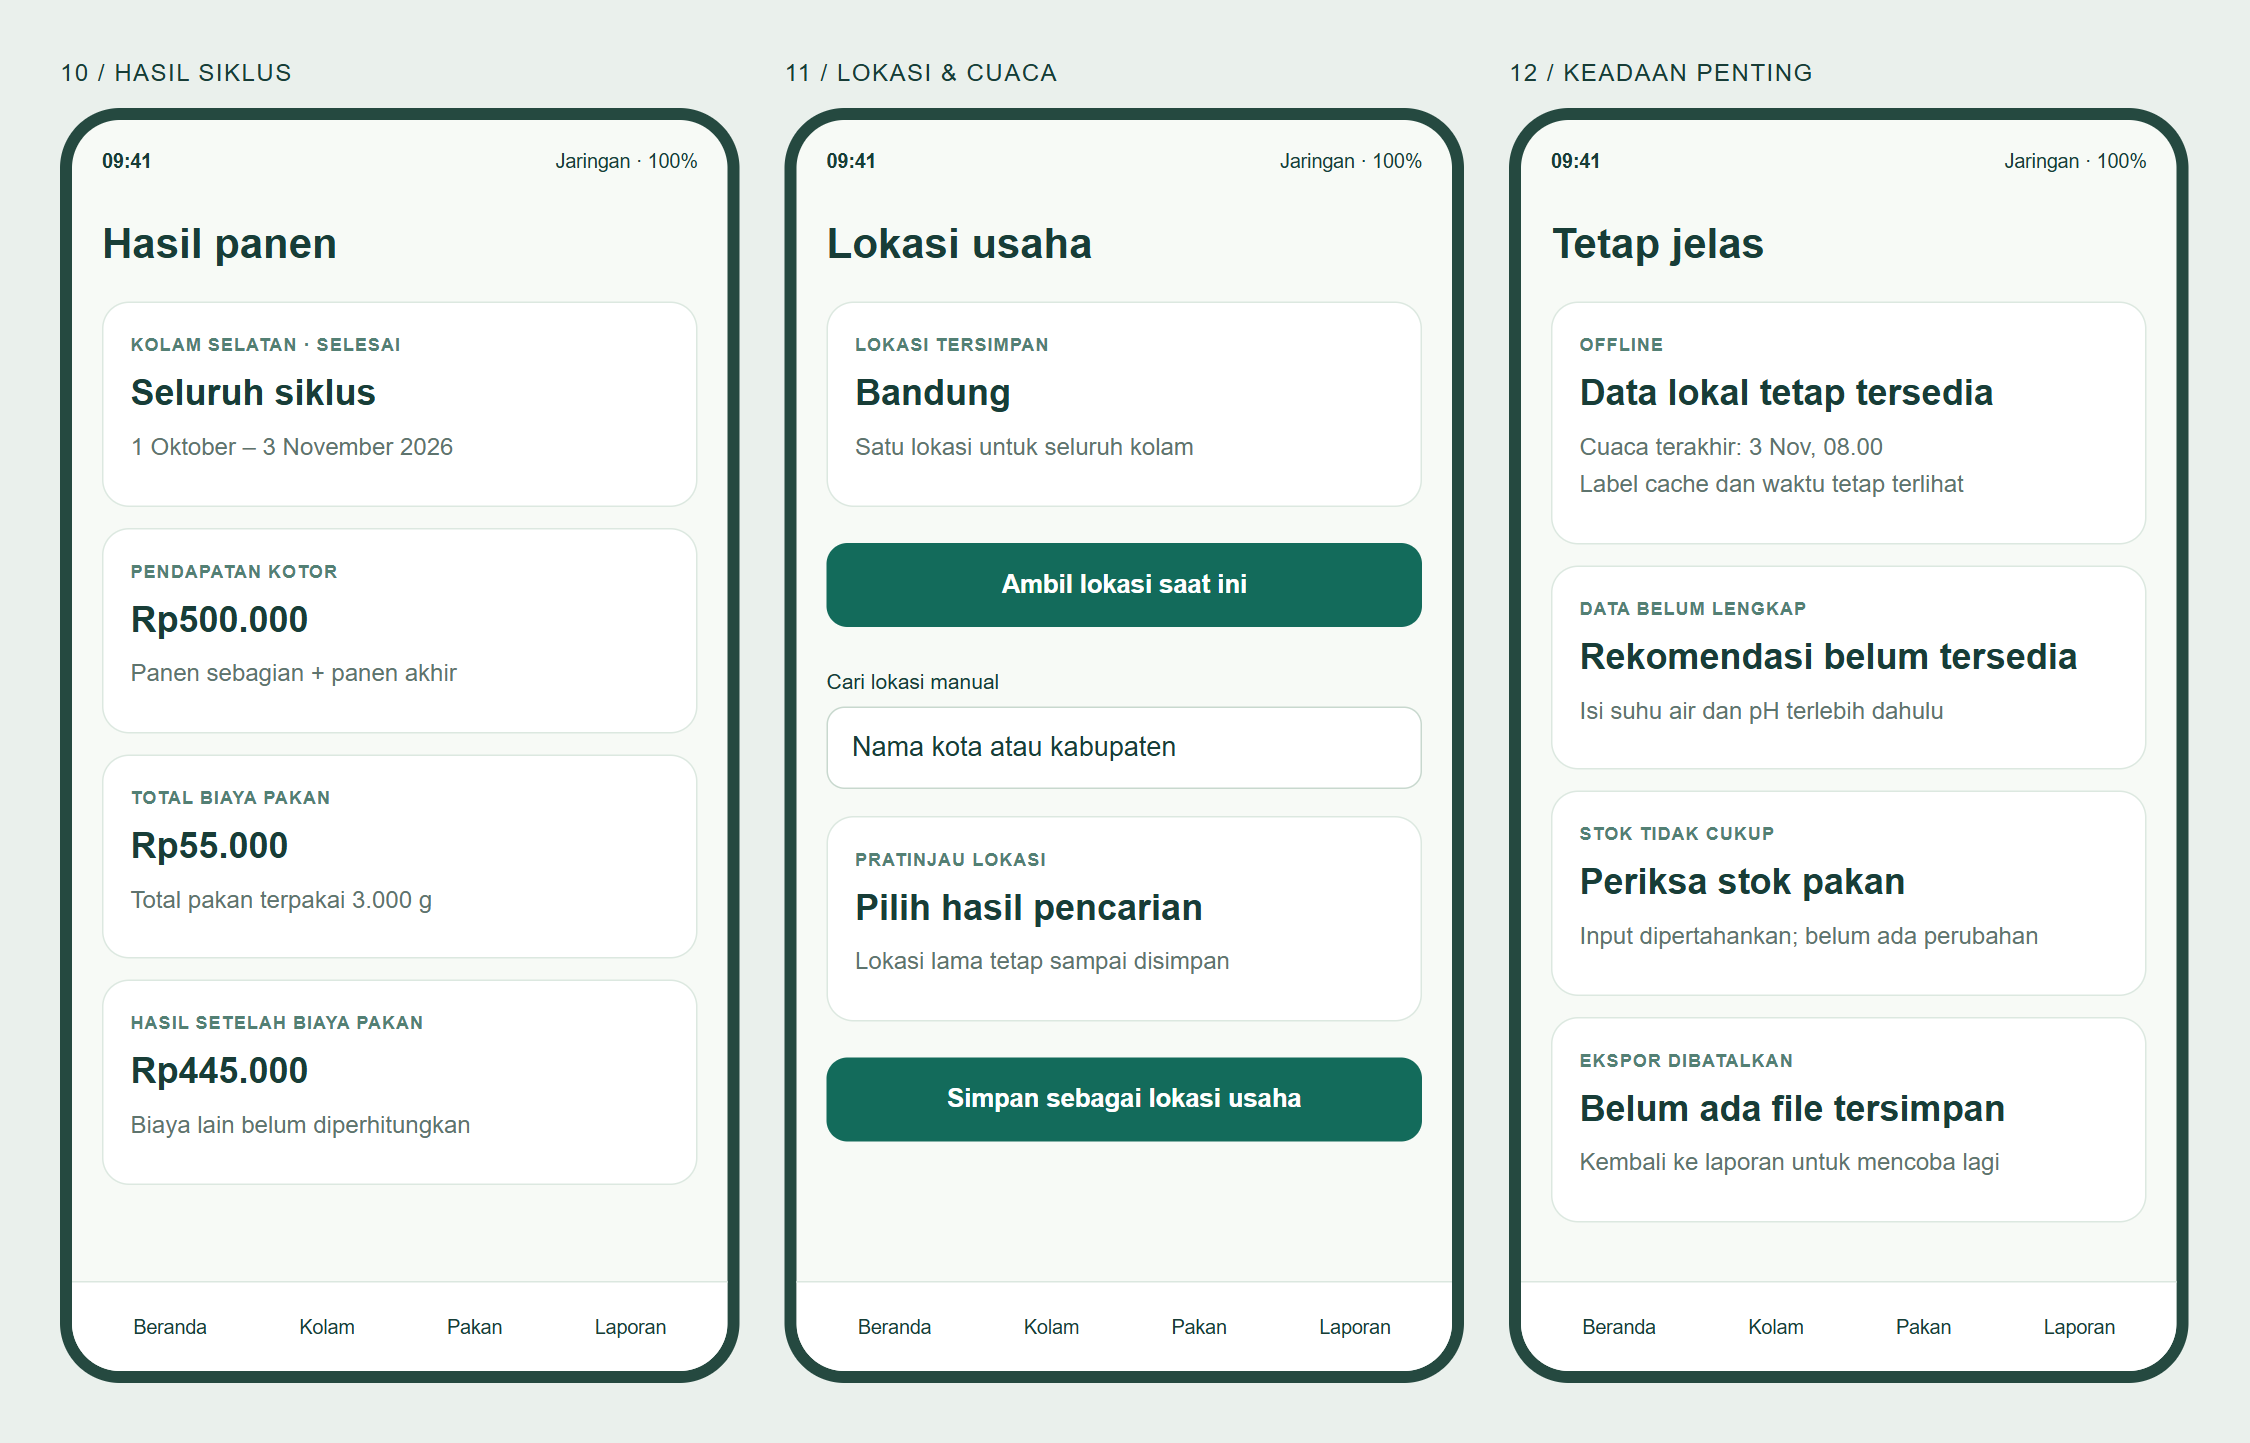 10 / HASIL SIKLUS
09:41
Jaringan · 100%
Hasil panen
KOLAM SELATAN · SELESAI
Seluruh siklus
1 Oktober – 3 November 2026
PENDAPATAN KOTOR
Rp500.000
Panen sebagian + panen akhir
TOTAL BIAYA PAKAN
Rp55.000
Total pakan terpakai 3.000 g
HASIL SETELAH BIAYA PAKAN
Rp445.000
Biaya lain belum diperhitungkan
Beranda
Kolam
Pakan
Laporan
11 / LOKASI & CUACA
09:41
Jaringan · 100%
Lokasi usaha
LOKASI TERSIMPAN
Bandung
Satu lokasi untuk seluruh kolam
Ambil lokasi saat ini
Cari lokasi manual
Nama kota atau kabupaten
PRATINJAU LOKASI
Pilih hasil pencarian
Lokasi lama tetap sampai disimpan
Simpan sebagai lokasi usaha
Beranda
Kolam
Pakan
Laporan
12 / KEADAAN PENTING
09:41
Jaringan · 100%
Tetap jelas
OFFLINE
Data lokal tetap tersedia
Cuaca terakhir: 3 Nov, 08.00
Label cache dan waktu tetap terlihat
DATA BELUM LENGKAP
Rekomendasi belum tersedia
Isi suhu air dan pH terlebih dahulu
STOK TIDAK CUKUP
Periksa stok pakan
Input dipertahankan; belum ada perubahan
EKSPOR DIBATALKAN
Belum ada file tersimpan
Kembali ke laporan untuk mencoba lagi
Beranda
Kolam
Pakan
Laporan